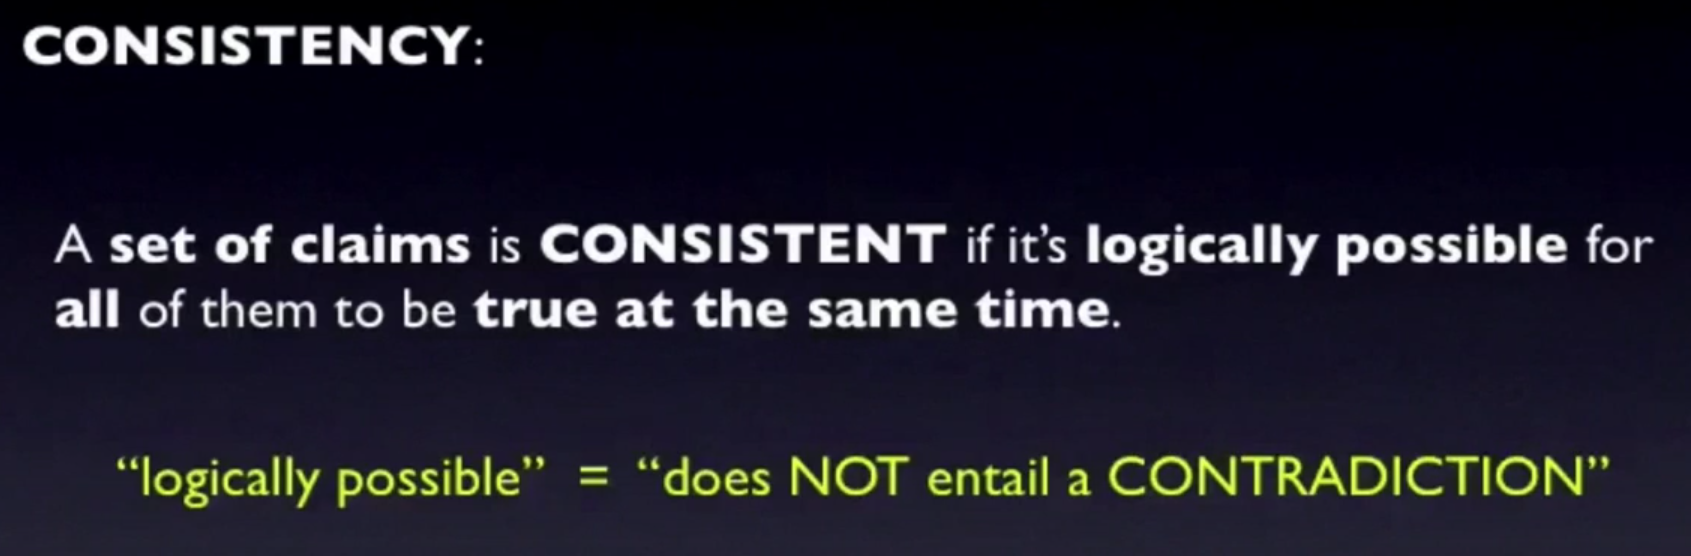 CONSISTENCY:
A set of claims is CONSISTENT if it’s logically possible for
all of them to be true at the same time.
“logically possible” = “does NOT entail a CONTRADICTION”